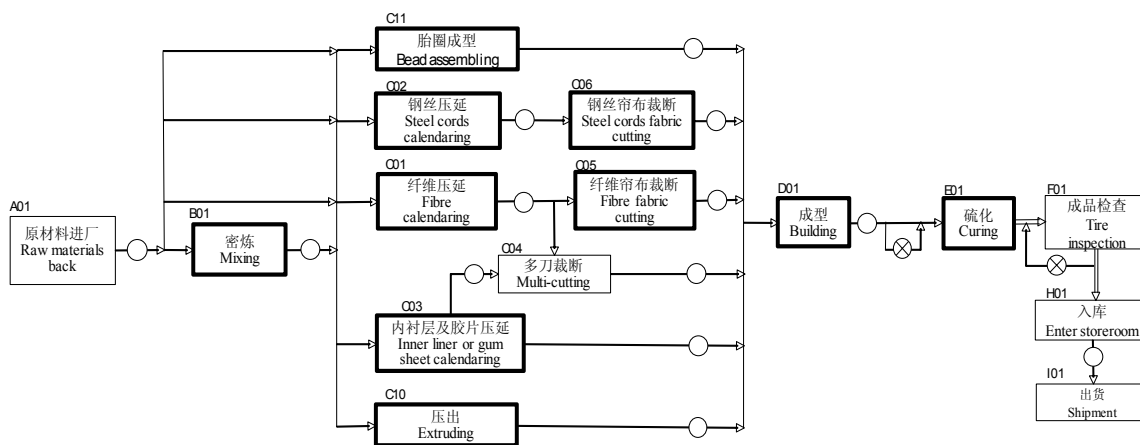 C11
胎圈成型
Bead assembling
C02
钢丝压延
Steel cords
calendaring
C06
钢丝帘布裁断
Steel cords fabric
cutting
C01
纤维压延
Fibre
calendaring
C05
纤维帘布裁断
Fibre fabric
cutting
A01
原材料进厂
Raw materials
back
B01
密炼
Mixing
C04
多刀裁断
Multi-cutting
C03
内衬层及胶片压延
Inner liner or gum
sheet calendaring
C10
压出
Extruding
D01
成型
Building
E01
硫化
Curing
F01
成品检查
Tire
inspection
H01
入库
Enter storeroom
I01
出货
Shipment